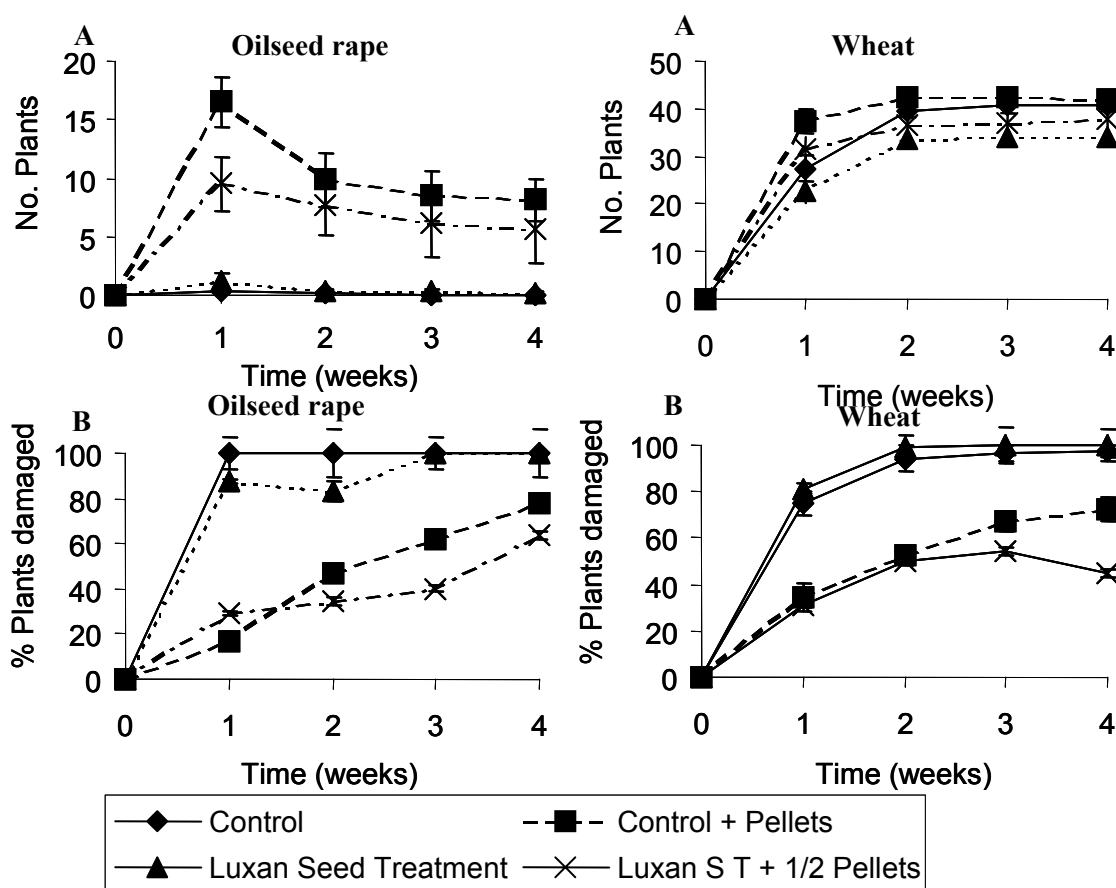 A
Oilseed rape
20
15
10
5
0
No. Plants
0 1 2 3 4
Time (weeks)
A
Wheat
50
40
30
20
10
0
No. Plants
0 1 2 3 4
Time (weeks)
B
Oilseed rape
100
80
60
40
20
0
% Plants damaged
0 1 2 3 4
Time (weeks)
B
Wheat
100
80
60
40
20
0
% Plants damaged
0 1 2 3 4
Time (weeks)
Control
Control + Pellets
Luxan Seed Treatment
Luxan S T + 1/2 Pellets